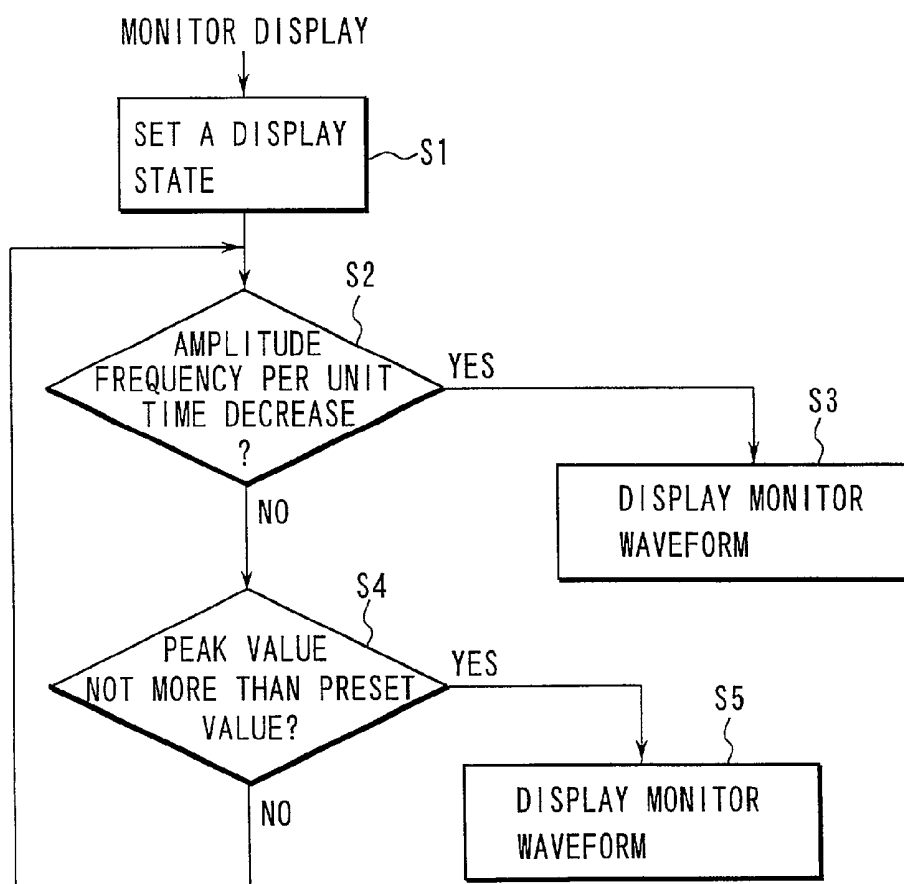 MONITOR DISPLAY
SET A DISPLAY
STATE
S1
S2
AMPLITUDE
FREQUENCY PER UNIT
TIME DECREASE
?
YES
S3
DISPLAY MONITOR
WAVEFORM
NO
S4
PEAK VALUE
NOT MORE THAN PRESET
VALUE?
YES
S5
DISPLAY MONITOR
WAVEFORM
NO